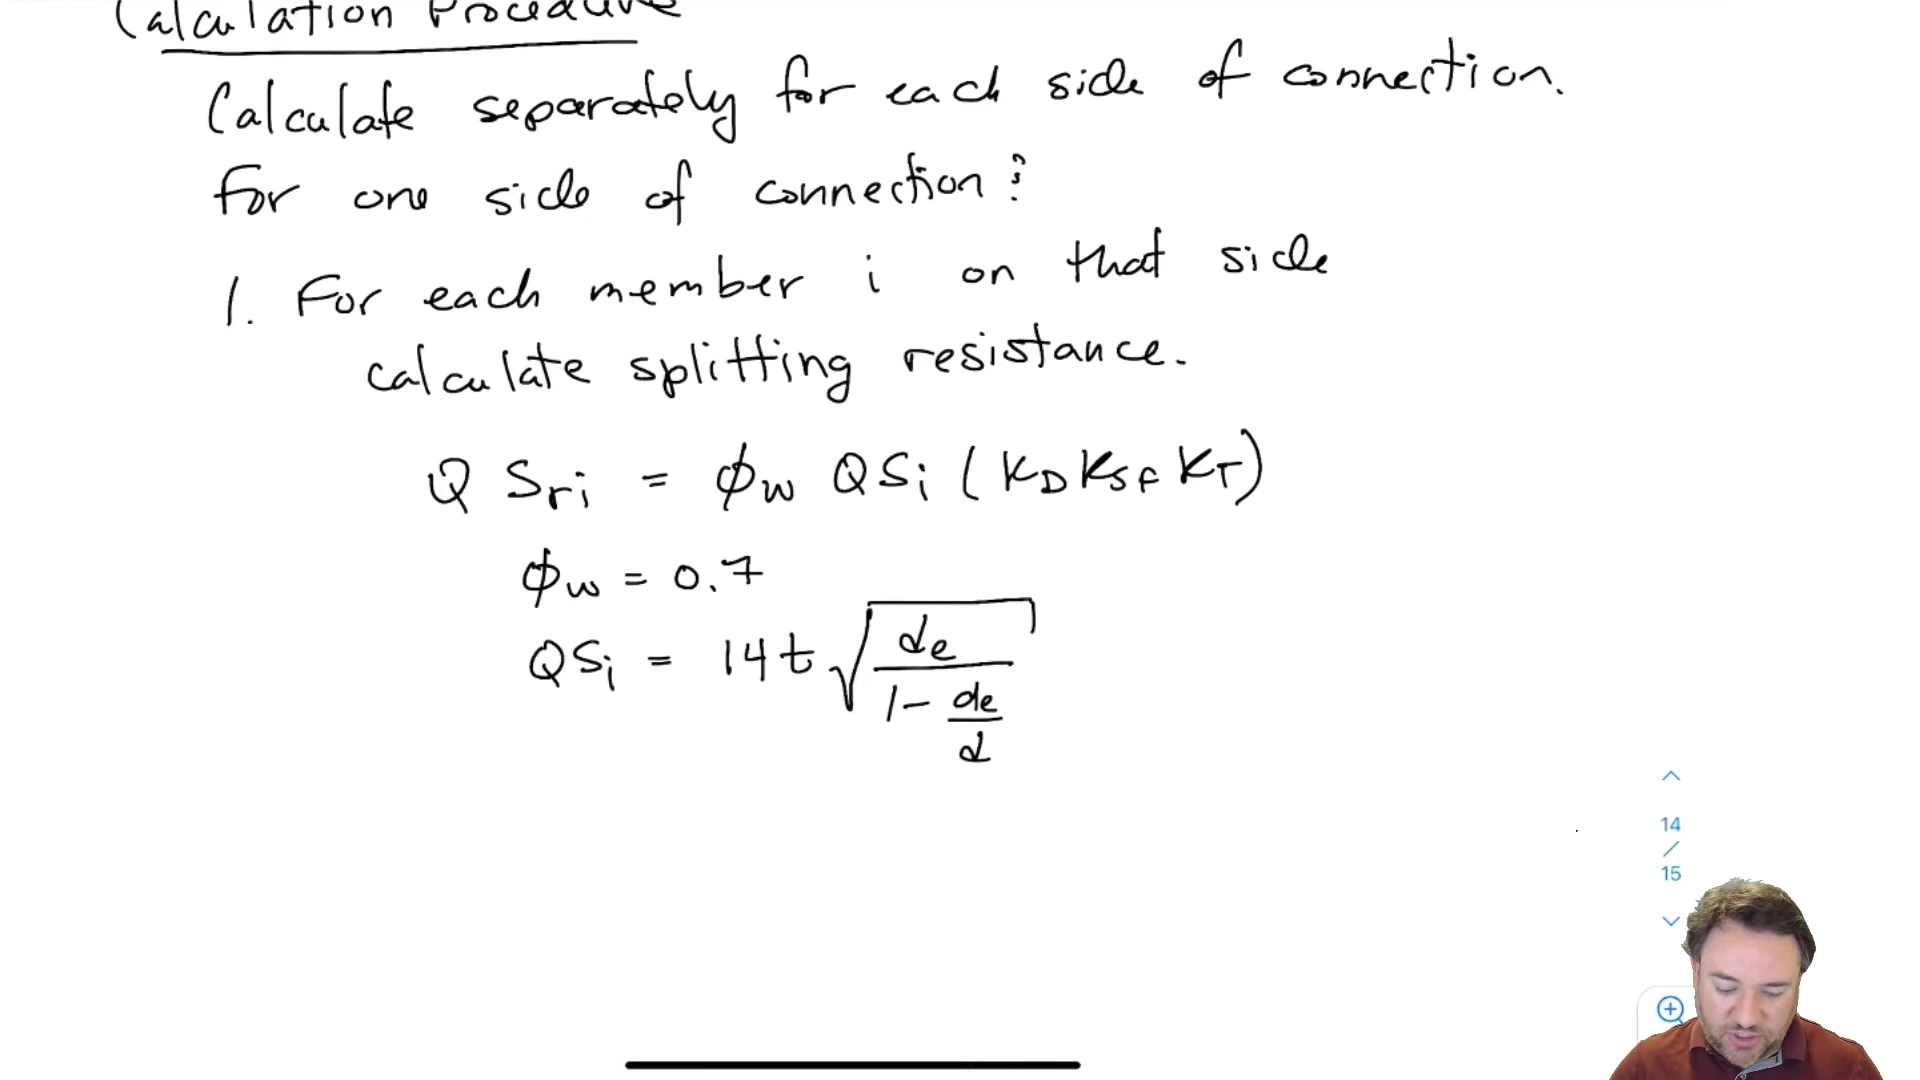 Calculation Procedure
Calculate separately for each side of connection.
For one side of connection:
1. For each member i on that side
calculate splitting resistance.
Q Sri = ϕw QSi (KD KSF KT)
ϕw = 0.7
QSi = 14t √(de / (1 - de/d))
14
/
15